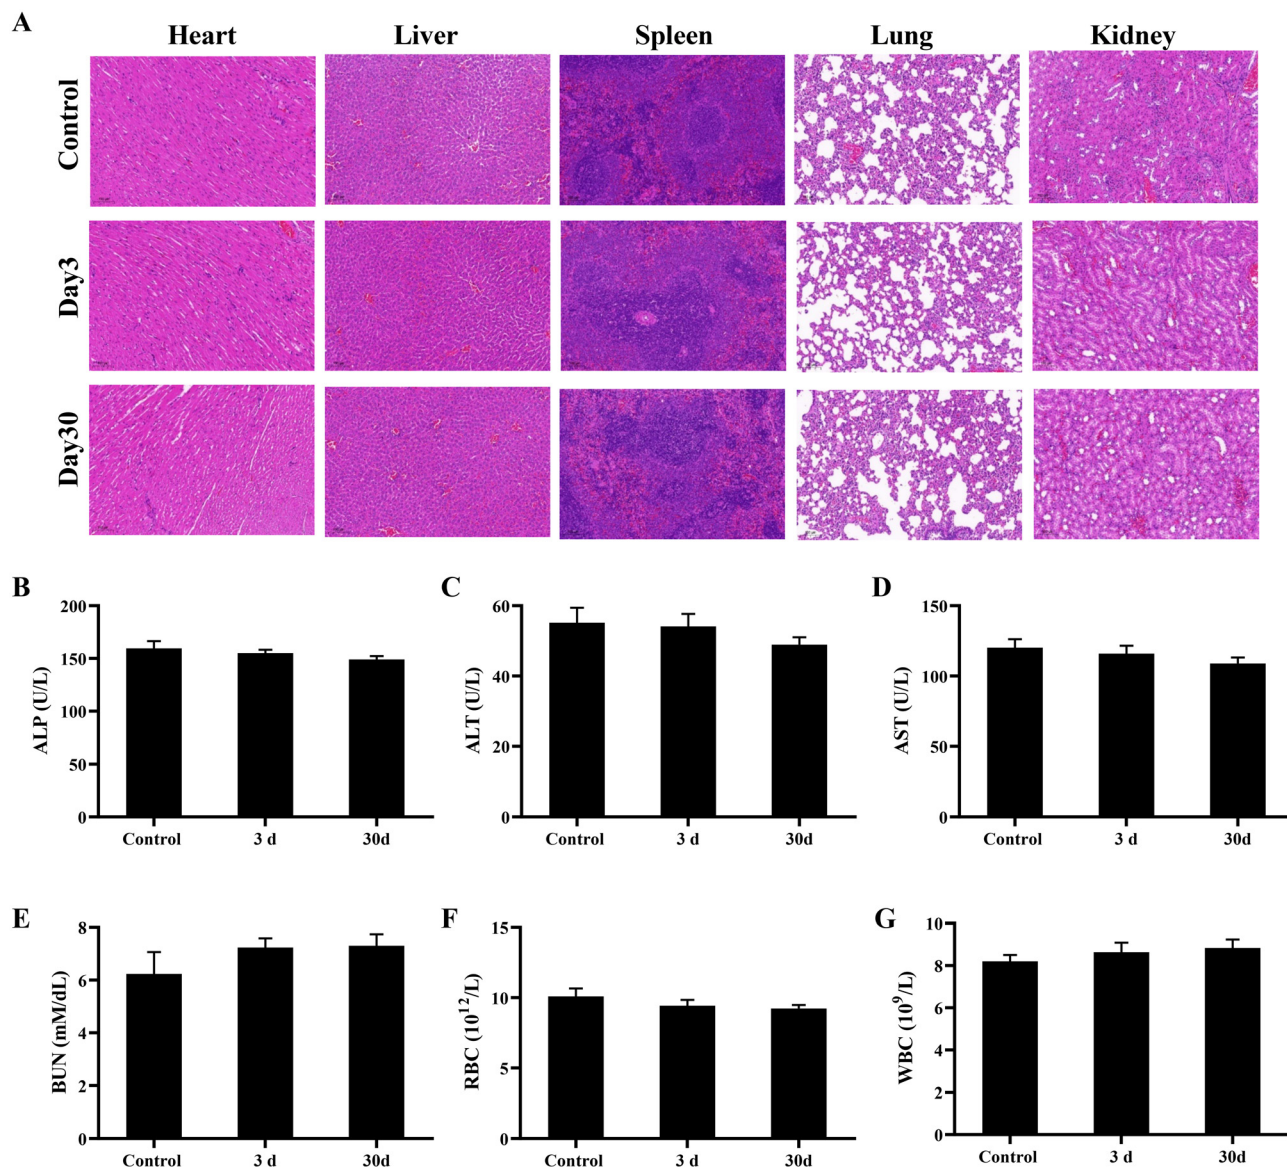 A
Heart Liver Spleen Lung Kidney
Control
Day3
Day30
B
ALP (U/L)
200
150
100
50
0
Control 3 d 30d
C
ALT (U/L)
60
40
20
0
Control 3 d 30d
D
AST (U/L)
150
100
50
0
Control 3 d 30d
E
BUN (mM/dL)
8
6
4
2
0
Control 3 d 30d
F
RBC (10¹²/L)
15
10
5
0
Control 3 d 30d
G
WBC (10⁹/L)
10
8
6
4
2
0
Control 3 d 30d